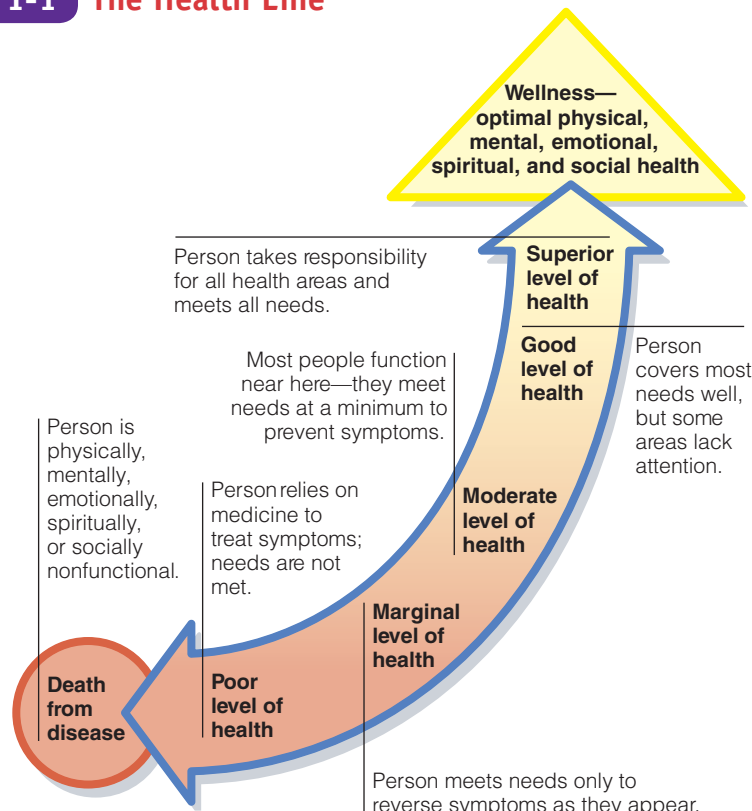 1-1 The Health Line
Wellness—
optimal physical,
mental, emotional,
spiritual, and social health
Person takes responsibility
for all health areas and
meets all needs.
Superior
level of
health
Good
level of
health
Person
covers most
needs well,
but some
areas lack
attention.
Most people function
near here—they meet
needs at a minimum to
prevent symptoms.
Moderate
level of
health
Person is
physically,
mentally,
emotionally,
spiritually,
or socially
nonfunctional.
Person relies on
medicine to
treat symptoms;
needs are not
met.
Marginal
level of
health
Death
from
disease
Poor
level of
health
Person meets needs only to
reverse symptoms as they appear.